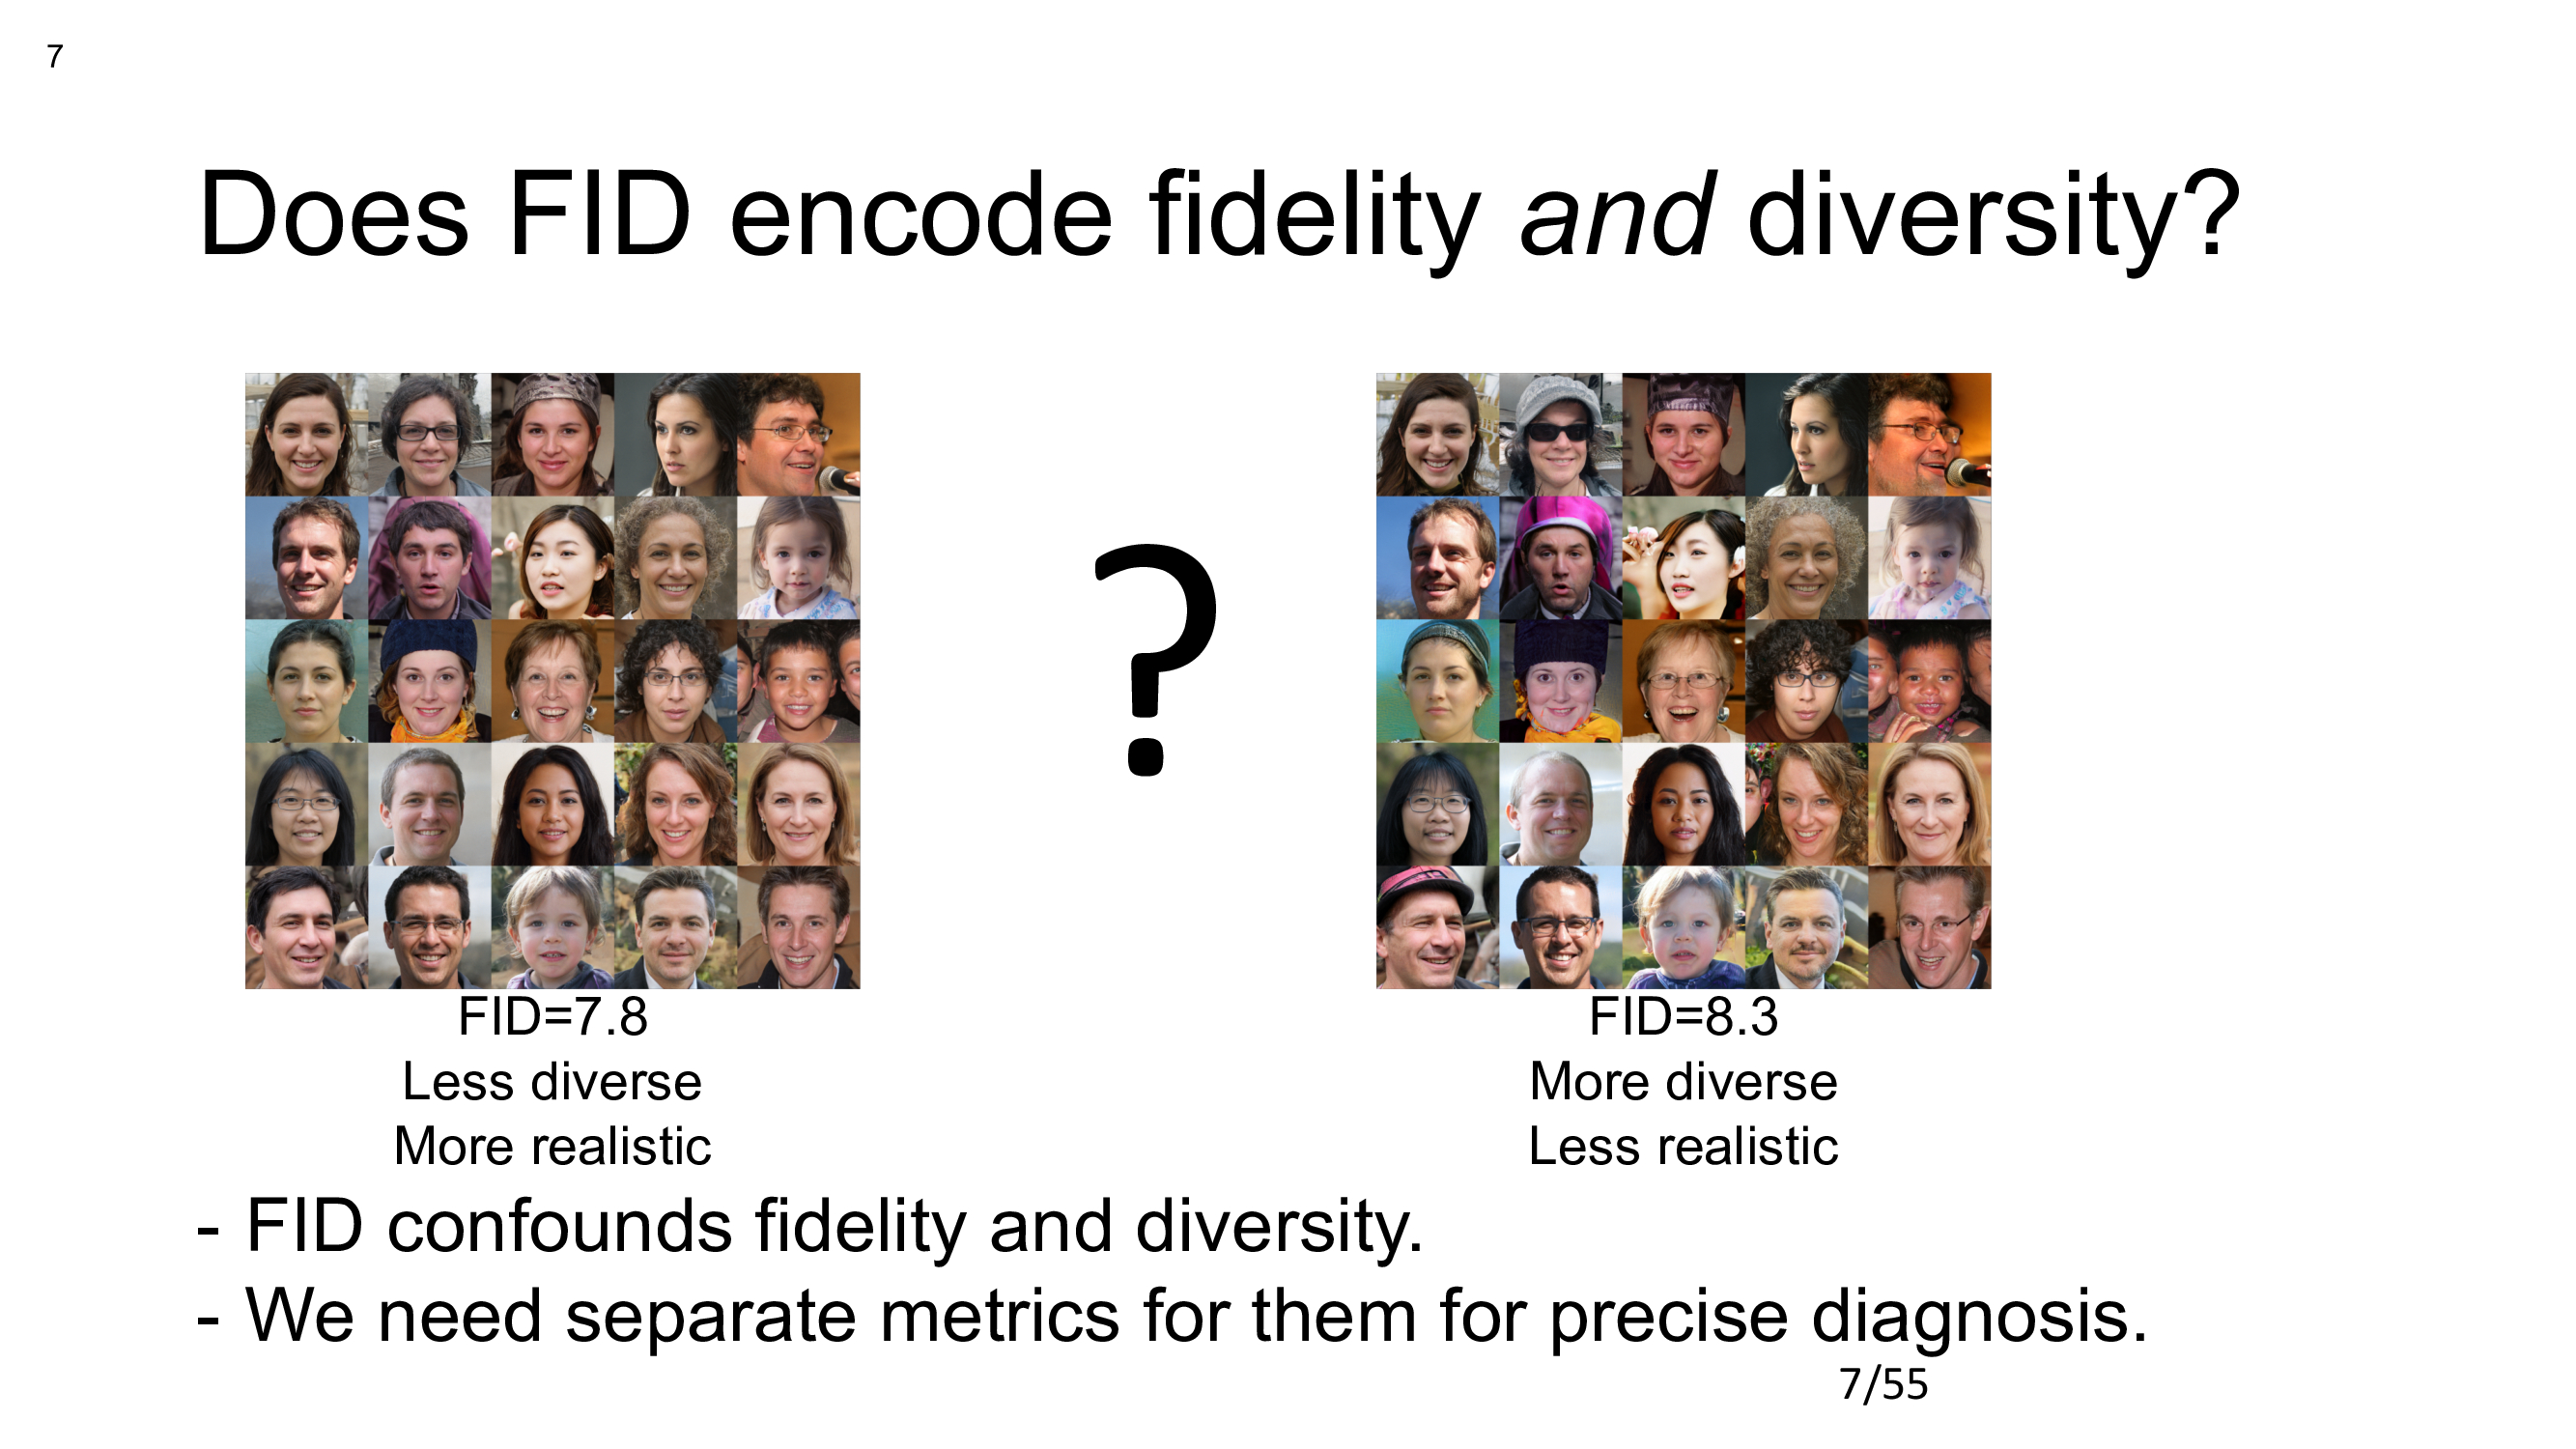 7
Does FID encode fidelity and diversity?
?
FID=7.8
Less diverse
More realistic
FID=8.3
More diverse
Less realistic
- FID confounds fidelity and diversity.
- We need separate metrics for them for precise diagnosis.
7/55